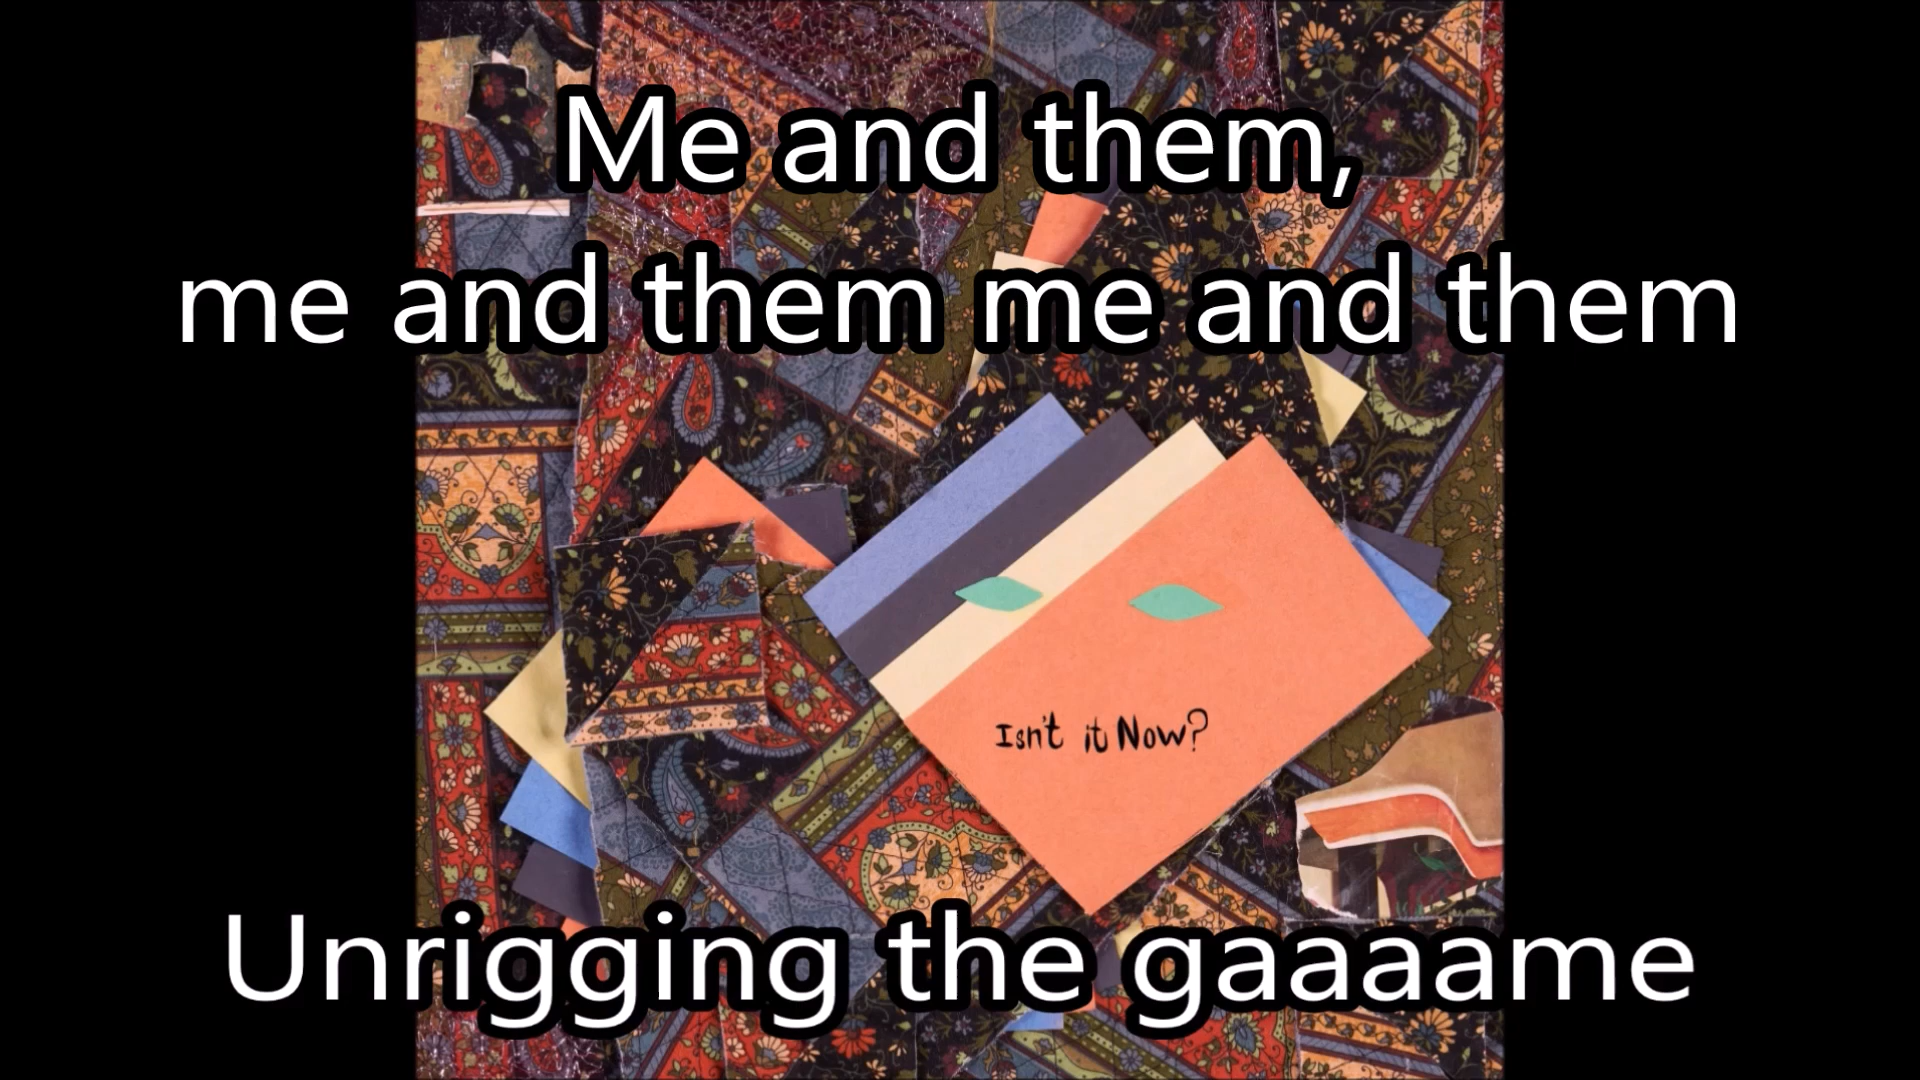 Me and them,
me and them me and them
Isn't it Now?
Unrigging the gaaaame